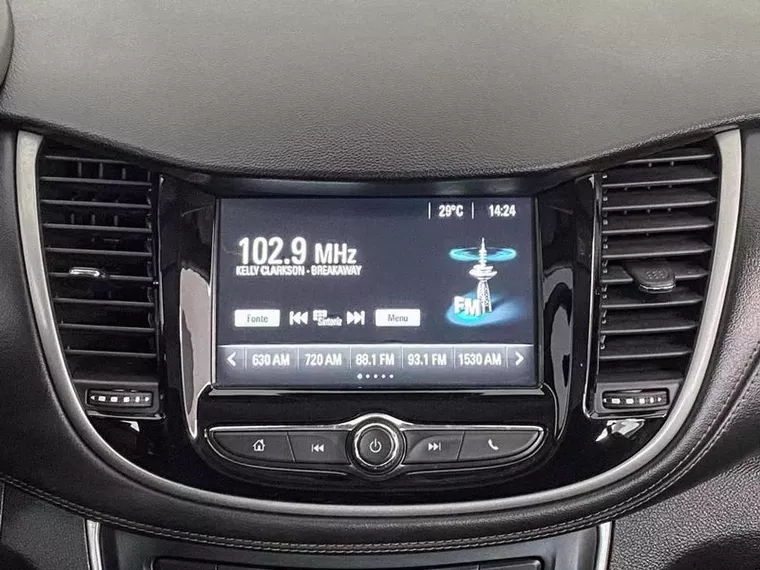 29°C 14:24
102.9 MHz
KELLY CLARKSON - BREAKAWAY
FM
Fonte Sintonia Menu
630 AM 720 AM 88.1 FM 93.1 FM 1530 AM